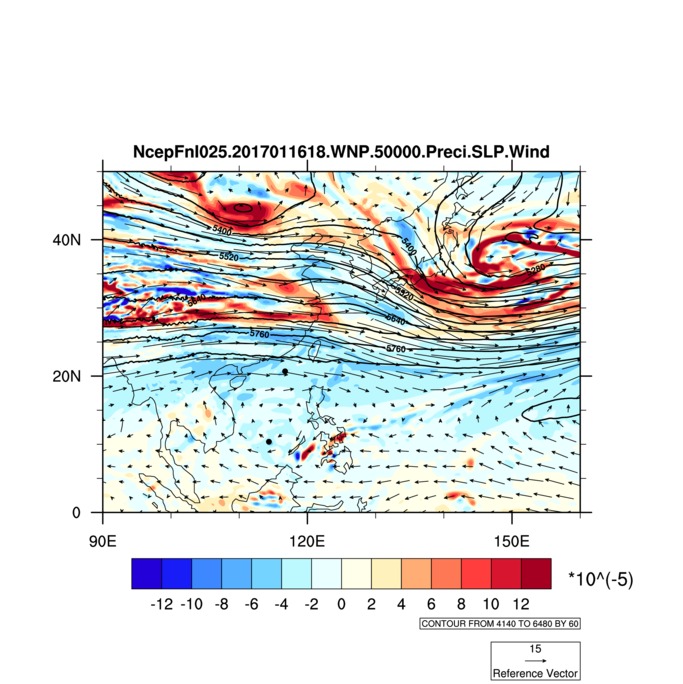 NcepFnl025.2017011618.WNP.50000.Preci.SLP.Wind
5400
40N
5400
5520
5280
5520
5640
5640
5760
5760
20N
0
90E 120E 150E
*10^(-5)
-12 -10 -8 -6 -4 -2 0 2 4 6 8 10 12
CONTOUR FROM 4140 TO 6480 BY 60
15
Reference Vector